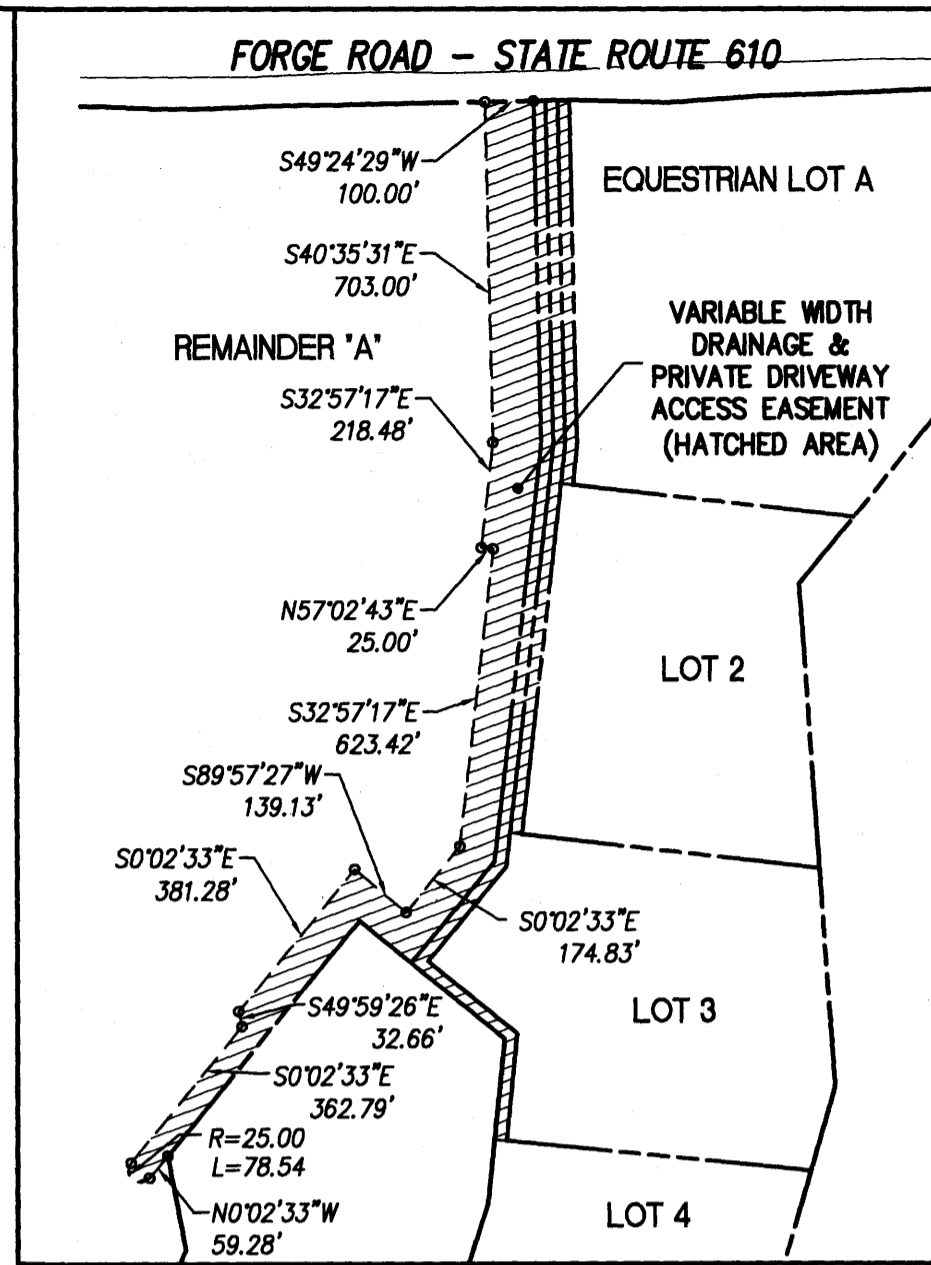 FORGE ROAD - STATE ROUTE 610
S49°24'29"W
100.00'
EQUESTRIAN LOT A
S40°35'31"E
703.00'
VARIABLE WIDTH
DRAINAGE &
PRIVATE DRIVEWAY
ACCESS EASEMENT
(HATCHED AREA)
REMAINDER "A"
S32°57'17"E
218.48'
N57°02'43"E
25.00'
LOT 2
S32°57'17"E
623.42'
S89°57'27"W
139.13'
S0°02'33"E
381.28'
S0°02'33"E
174.83'
LOT 3
S49°59'26"E
32.66'
S0°02'33"E
362.79'
R=25.00
L=78.54
N0°02'33"W
59.28'
LOT 4